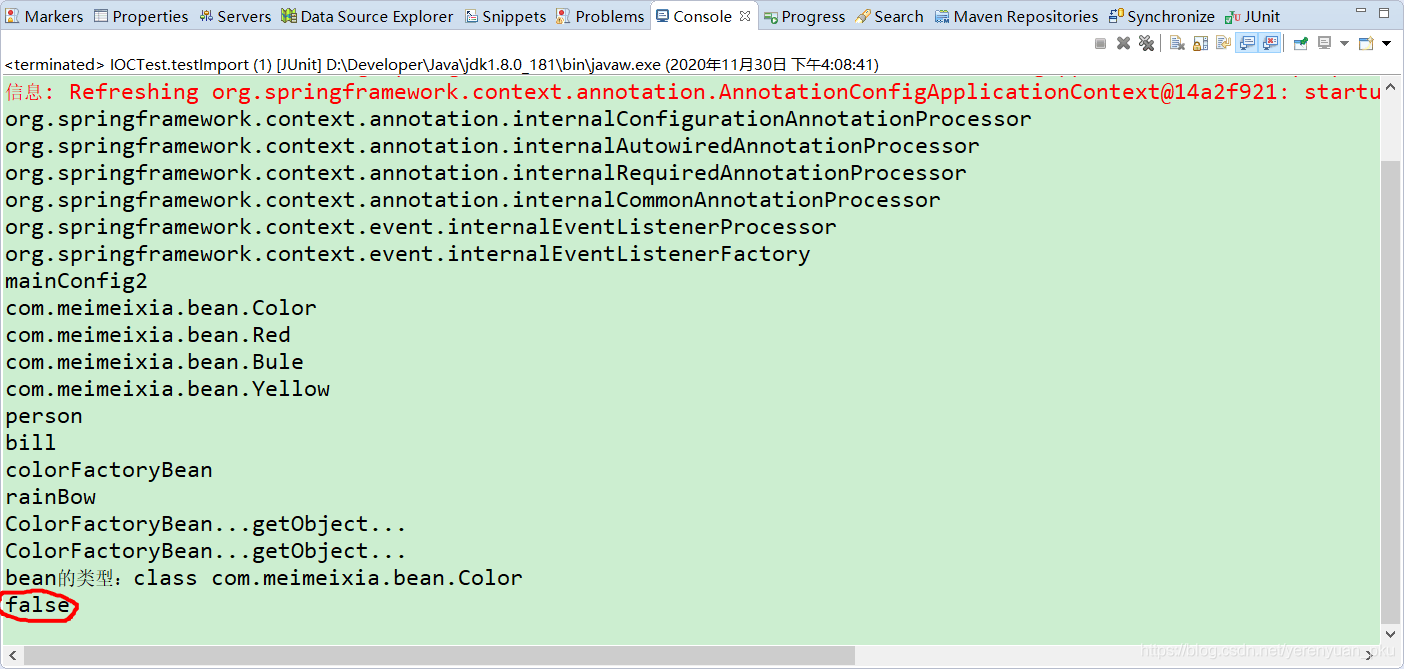 Markers Properties Servers Data Source Explorer Snippets Problems Console Progress Search Maven Repositories Synchronize JUnit
<terminated> IOCTest.testImport (1) [JUnit] D:\Developer\Java\jdk1.8.0_181\bin\javaw.exe (2020年11月30日 下午4:08:41)
信息: Refreshing org.springframework.context.annotation.AnnotationConfigApplicationContext@14a2f921: startu
org.springframework.context.annotation.internalConfigurationAnnotationProcessor
org.springframework.context.annotation.internalAutowiredAnnotationProcessor
org.springframework.context.annotation.internalRequiredAnnotationProcessor
org.springframework.context.annotation.internalCommonAnnotationProcessor
org.springframework.context.event.internalEventListenerProcessor
org.springframework.context.event.internalEventListenerFactory
mainConfig2
com.meimeixia.bean.Color
com.meimeixia.bean.Red
com.meimeixia.bean.Bule
com.meimeixia.bean.Yellow
person
bill
colorFactoryBean
rainBow
ColorFactoryBean...getObject...
ColorFactoryBean...getObject...
bean的类型：class com.meimeixia.bean.Color
false